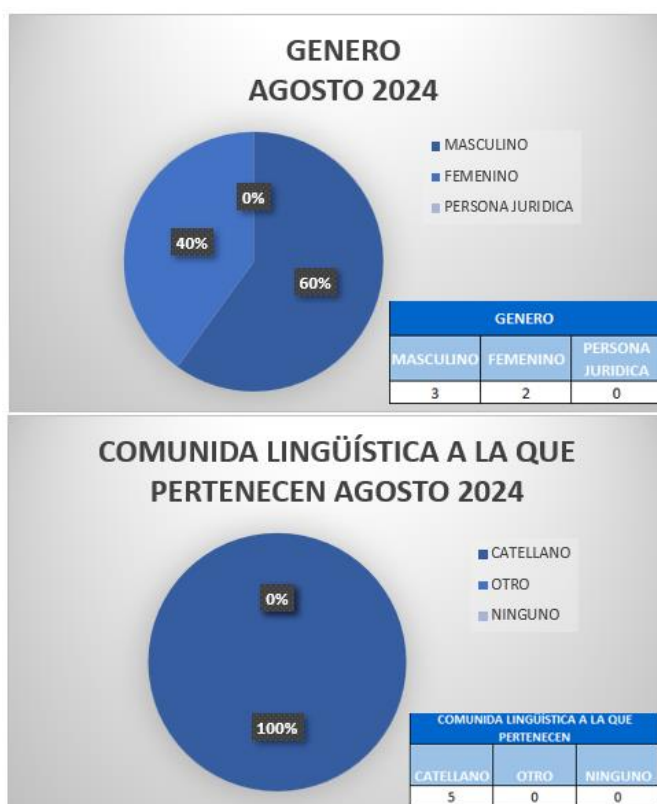 GENERO
AGOSTO 2024
MASCULINO
FEMENINO
PERSONA JURIDICA
0%
40%
60%
GENERO
MASCULINO FEMENINO PERSONA JURIDICA
3 2 0
COMUNIDA LINGÜÍSTICA A LA QUE
PERTENECEN AGOSTO 2024
CATELLANO
OTRO
NINGUNO
0%
100%
COMUNIDA LINGÜÍSTICA A LA QUE
PERTENECEN
CATELLANO OTRO NINGUNO
5 0 0